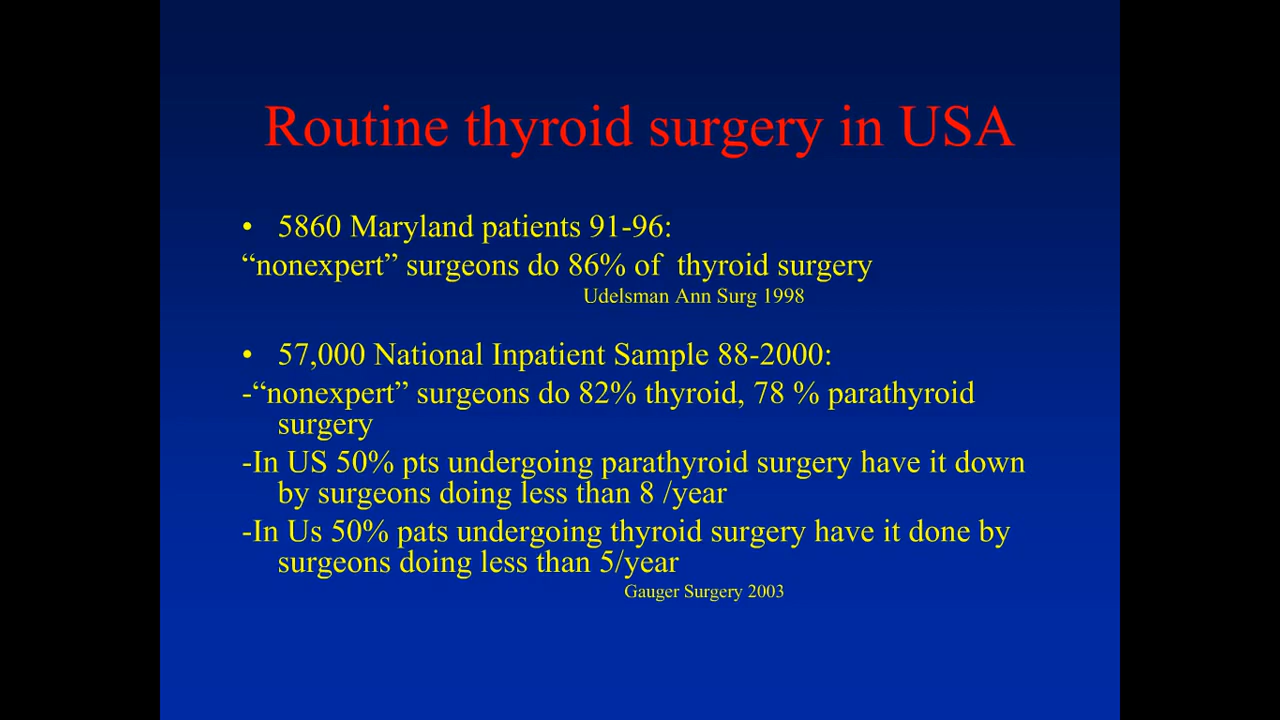 Routine thyroid surgery in USA
• 5860 Maryland patients 91-96:
“nonexpert” surgeons do 86% of  thyroid surgery
Udelsman Ann Surg 1998
• 57,000 National Inpatient Sample 88-2000:
-“nonexpert” surgeons do 82% thyroid, 78 % parathyroid
surgery
-In US 50% pts undergoing parathyroid surgery have it down
by surgeons doing less than 8 /year
-In Us 50% pats undergoing thyroid surgery have it done by
surgeons doing less than 5/year
Gauger Surgery 2003